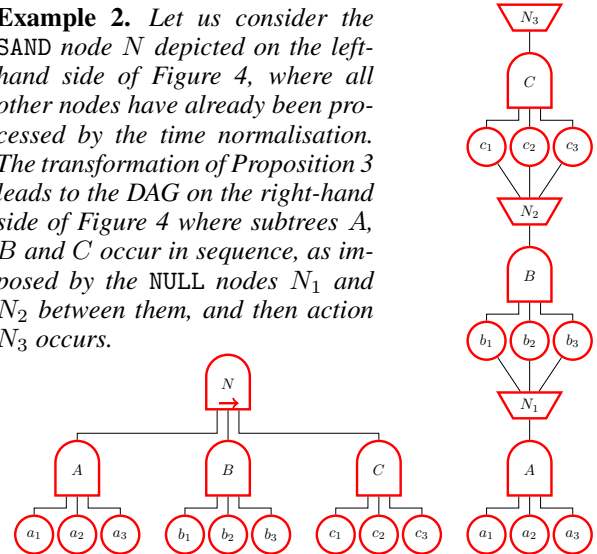 Example 2. Let us consider the
SAND node N depicted on the left-
hand side of Figure 4, where all
other nodes have already been pro-
cessed by the time normalisation.
The transformation of Proposition 3
leads to the DAG on the right-hand
side of Figure 4 where subtrees A,
B and C occur in sequence, as im-
posed by the NULL nodes N₁ and
N₂ between them, and then action
N₃ occurs.
N
A B C
a₁ a₂ a₃ b₁ b₂ b₃ c₁ c₂ c₃
N₃
C
c₁ c₂ c₃
N₂
B
b₁ b₂ b₃
N₁
A
a₁ a₂ a₃